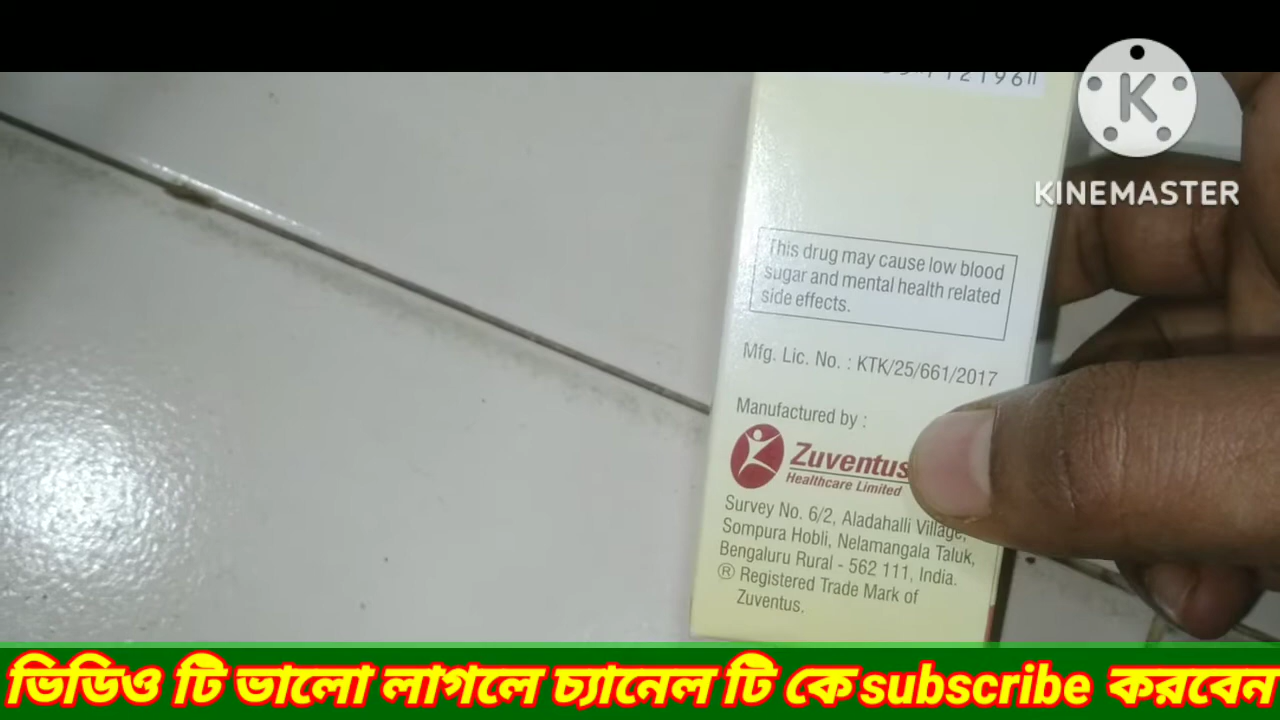 K
KINEMASTER
This drug may cause low blood
sugar and mental health related
side effects.
Mfg. Lic. No. : KTK/25/661/2017
Manufactured by :
Zuventus
Healthcare Limited
Survey No. 6/2, Aladahalli Village,
Sompura Hobli, Nelamangala Taluk,
Bengaluru Rural - 562 111, India.
® Registered Trade Mark of
Zuventus.
ভিডিও টি ভালো লাগলে চ্যানেল টি কে subscribe করবেন